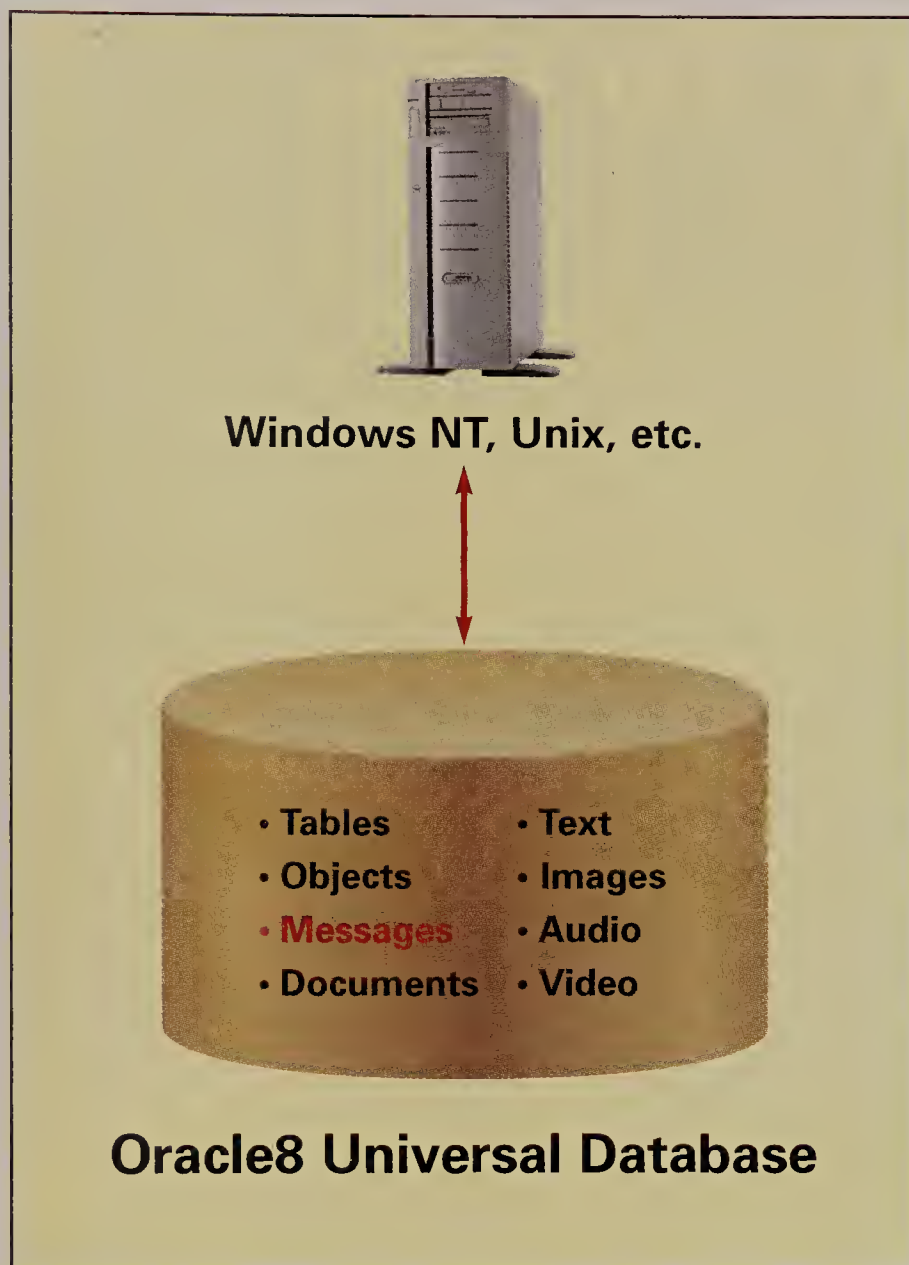 Windows NT, Unix, etc.
• Tables
• Objects
• Messages
• Documents
• Text
• Images
• Audio
• Video
Oracle8 Universal Database